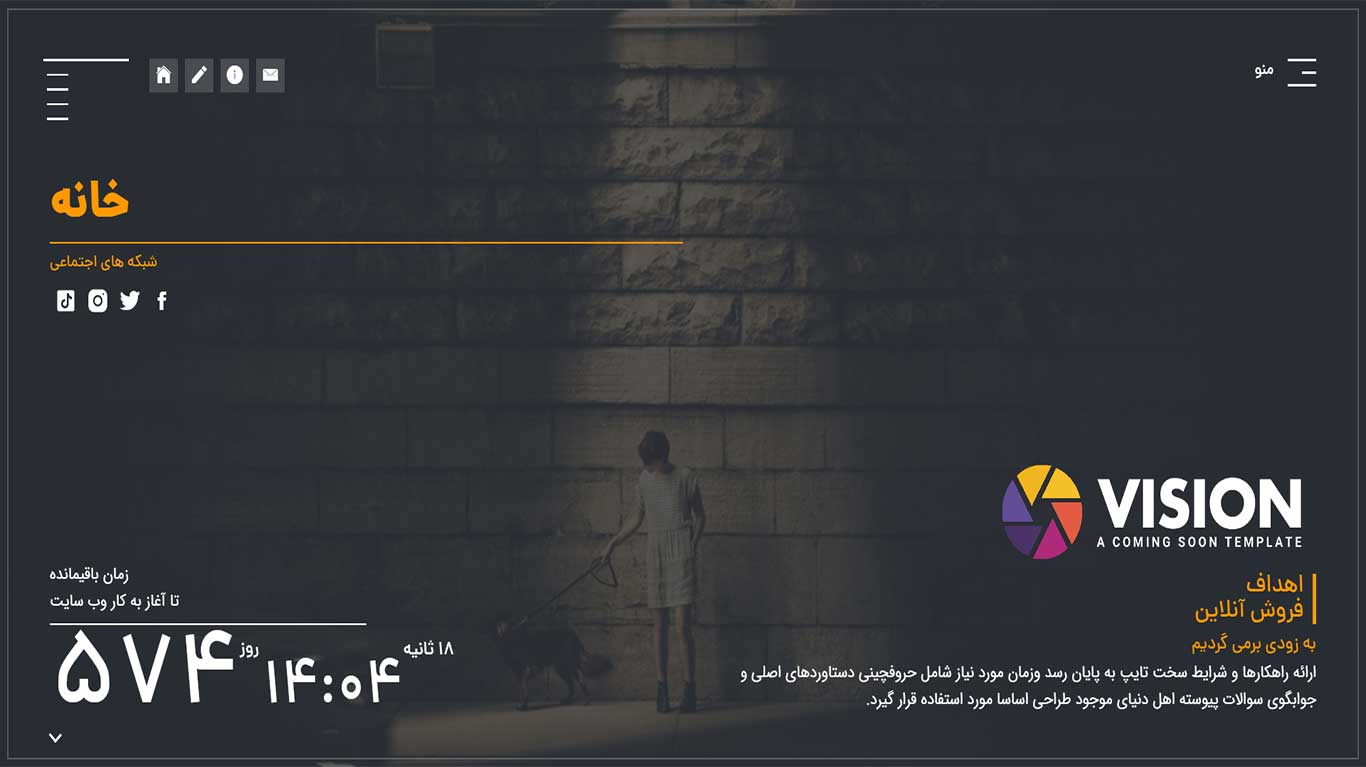 منو
خانه
شبکه های اجتماعی
VISION
A COMING SOON TEMPLATE
اهداف
فروش آنلاین
به زودی برمی گردیم
ارائه راهکارها و شرایط سخت تایپ به پایان رسد وزمان مورد نیاز شامل حروفچینی دستاوردهای اصلی و
جوابگوی سوالات پیوسته اهل دنیای موجود طراحی اساسا مورد استفاده قرار گیرد.
زمان باقیمانده
تا آغاز به کار وب سایت
۵۷۴ روز ۱۴:۰۴ ۱۸ ثانیه